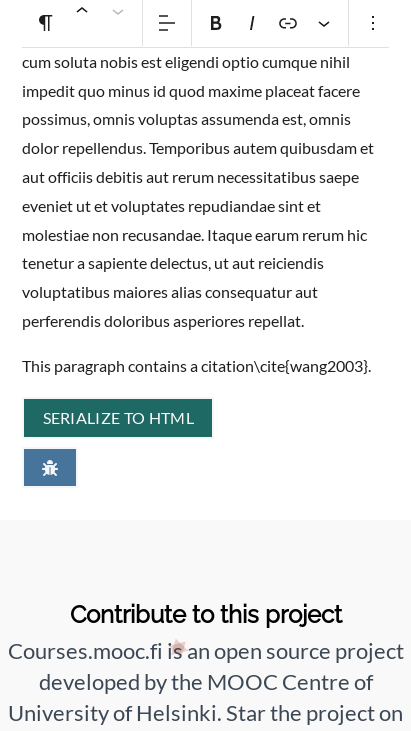 ¶ B I
cum soluta nobis est eligendi optio cumque nihil
impedit quo minus id quod maxime placeat facere
possimus, omnis voluptas assumenda est, omnis
dolor repellendus. Temporibus autem quibusdam et
aut officiis debitis aut rerum necessitatibus saepe
eveniet ut et voluptates repudiandae sint et
molestiae non recusandae. Itaque earum rerum hic
tenetur a sapiente delectus, ut aut reiciendis
voluptatibus maiores alias consequatur aut
perferendis doloribus asperiores repellat.
This paragraph contains a citation\cite{wang2003}.
SERIALIZE TO HTML
Contribute to this project
Courses.mooc.fi is an open source project
developed by the MOOC Centre of
University of Helsinki. Star the project on